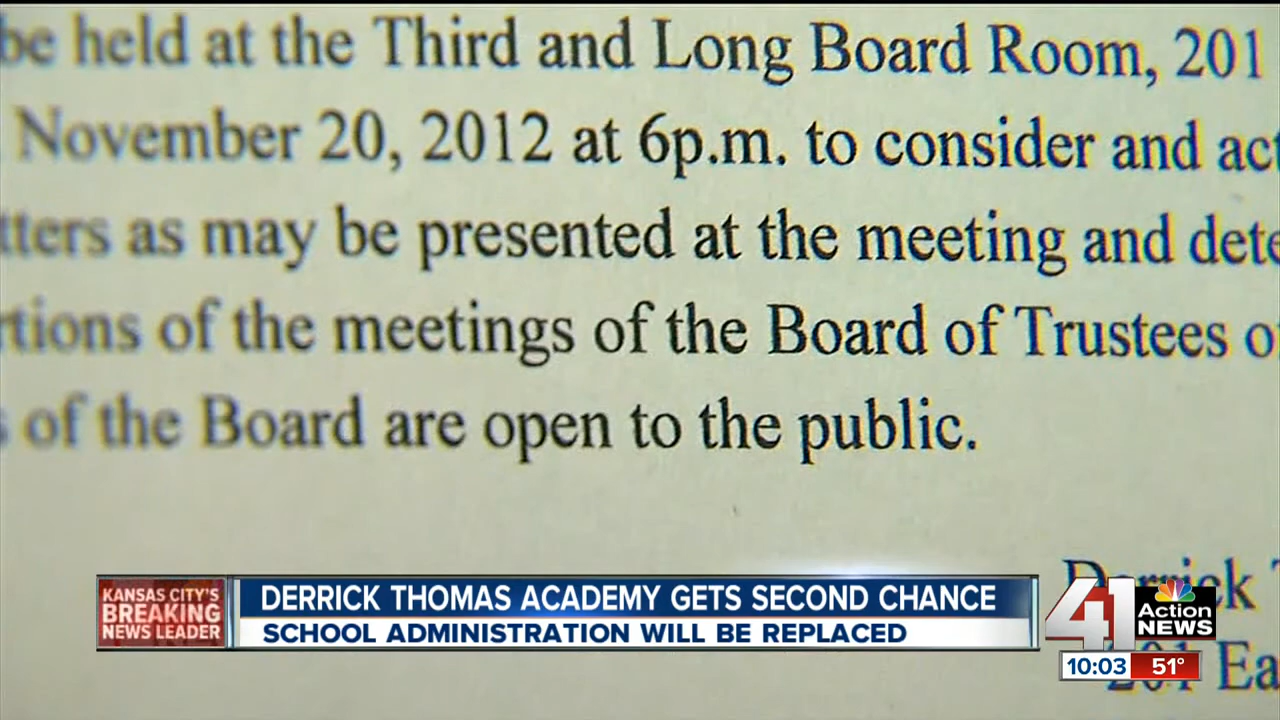 be held at the Third and Long Board Room, 201
November 20, 2012 at 6p.m. to consider and act
tters as may be presented at the meeting and dete
rtions of the meetings of the Board of Trustees o
s of the Board are open to the public.
Derrick T
201 Ea
KANSAS CITY'S
BREAKING
NEWS LEADER
DERRICK THOMAS ACADEMY GETS SECOND CHANCE
SCHOOL ADMINISTRATION WILL BE REPLACED
41
Action
NEWS
10:03 51°